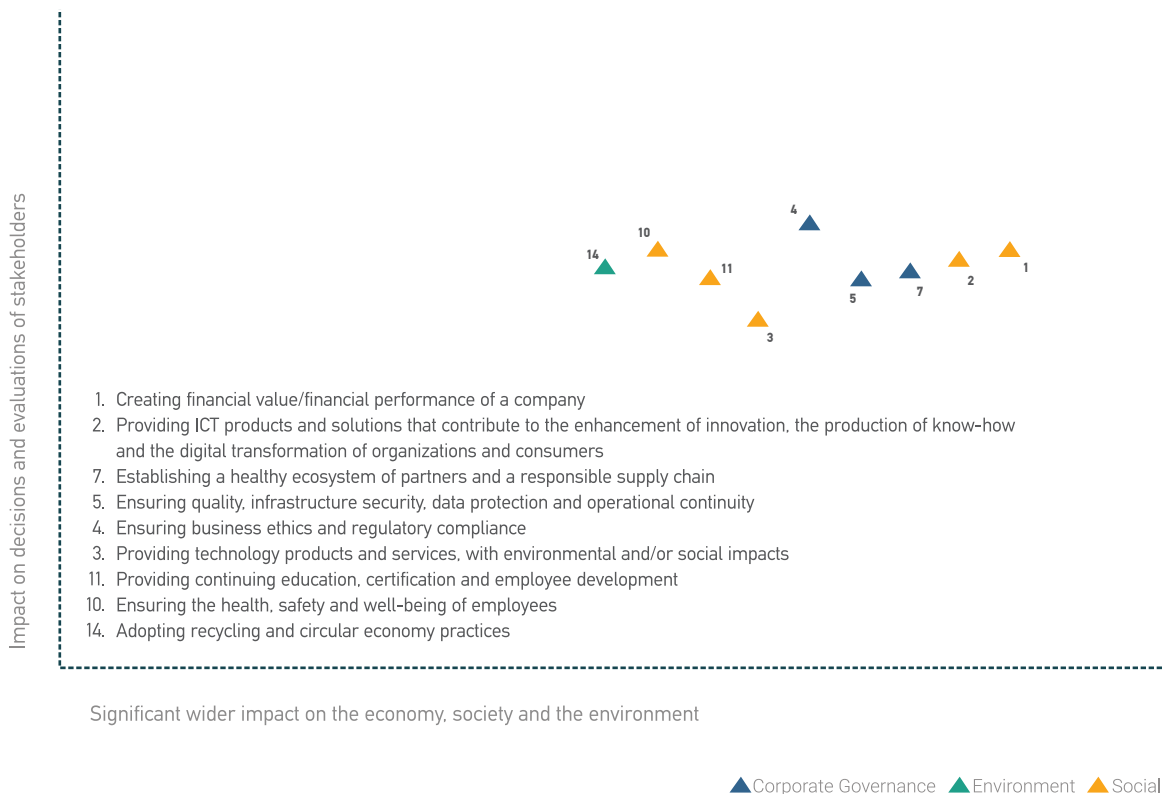 Impact on decisions and evaluations of stakeholders
4
10
14
11
1
2
7
5
3
1. Creating financial value/financial performance of a company
2. Providing ICT products and solutions that contribute to the enhancement of innovation, the production of know-how
and the digital transformation of organizations and consumers
7. Establishing a healthy ecosystem of partners and a responsible supply chain
5. Ensuring quality, infrastructure security, data protection and operational continuity
4. Ensuring business ethics and regulatory compliance
3. Providing technology products and services, with environmental and/or social impacts
11. Providing continuing education, certification and employee development
10. Ensuring the health, safety and well-being of employees
14. Adopting recycling and circular economy practices
Significant wider impact on the economy, society and the environment
Corporate Governance Environment Social